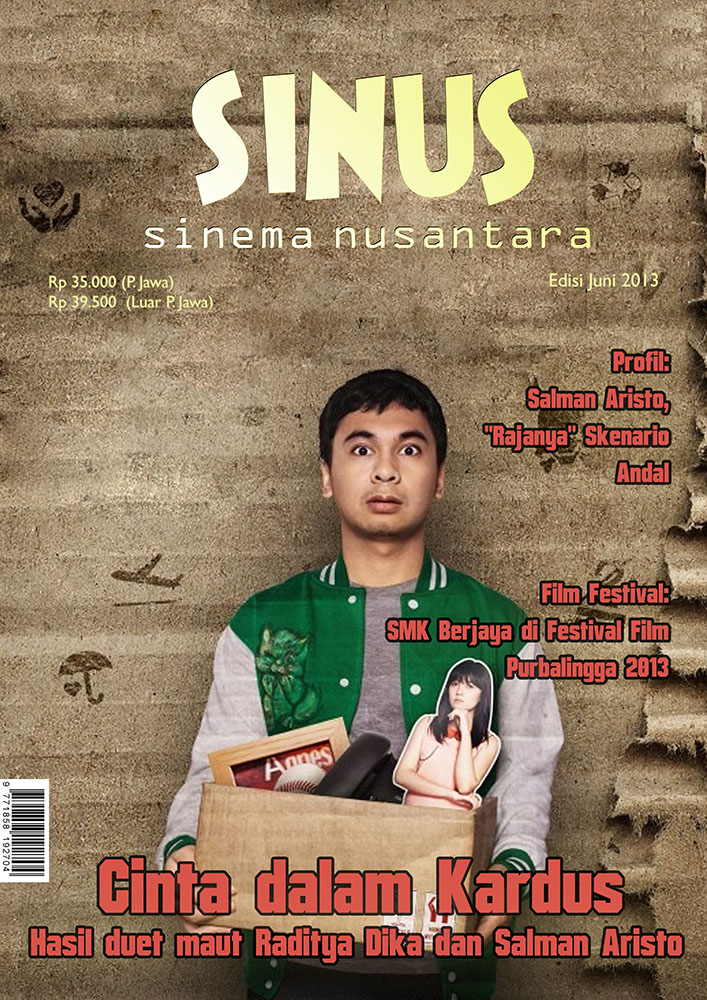 SINUS
sinema nusantara
Rp 35.000 (P. Jawa)
Rp 39.500 (Luar P. Jawa)
Edisi Juni 2013
Profil:
Salman Aristo,
"Rajanya" Skenario
Andal
Film Festival:
SMK Berjaya di Festival Film
Purbalingga 2013
Agnes
9 771858 192704
Cinta dalam Kardus
Hasil duet maut Raditya Dika dan Salman Aristo